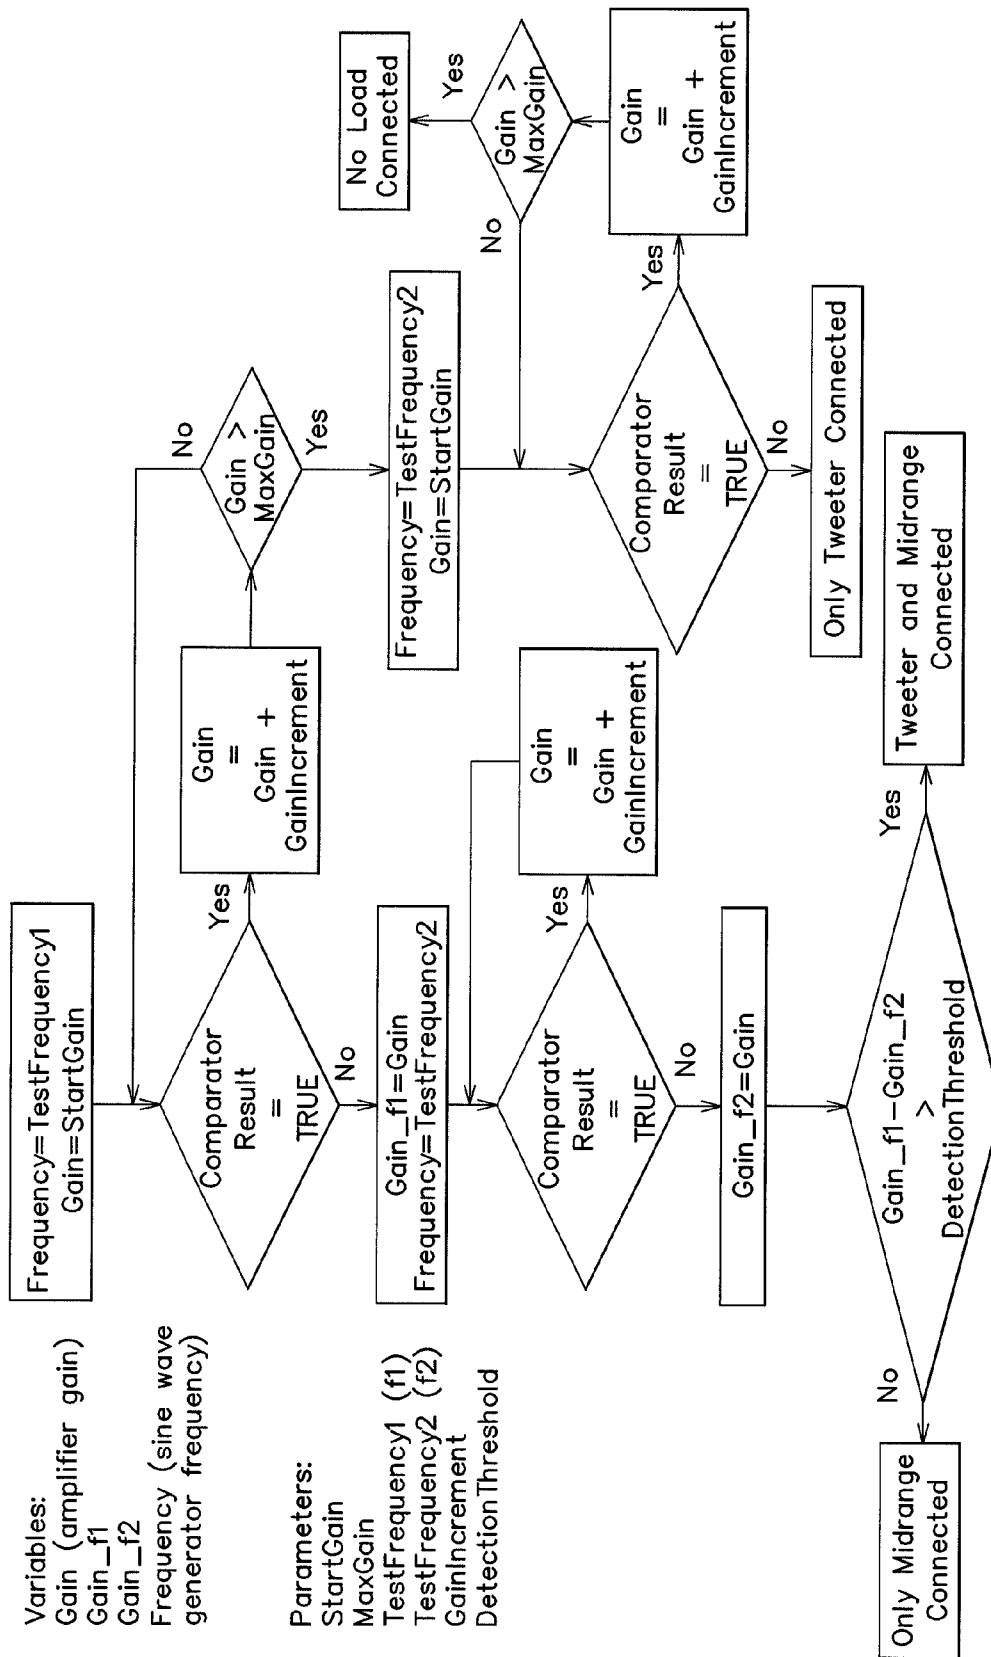 Variables:
Gain (amplifier gain)
Gain_f1
Gain_f2
Frequency (sine wave
generator frequency)
Parameters:
StartGain
MaxGain
TestFrequency1 (f1)
TestFrequency2 (f2)
GainIncrement
DetectionThreshold
Frequency=TestFrequency1
Gain=StartGain
Comparator
Result
=
TRUE
Yes
No
Gain
=
Gain +
GainIncrement
Gain >
MaxGain
No
Yes
Gain_f1=Gain
Frequency=TestFrequency2
Comparator
Result
=
TRUE
Yes
No
Gain
=
Gain +
GainIncrement
Gain_f2=Gain
Gain_f1-Gain_f2
>
DetectionThreshold
No
Yes
Only Midrange
Connected
Tweeter and Midrange
Connected
Frequency=TestFrequency2
Gain=StartGain
Comparator
Result
=
TRUE
Yes
No
Only Tweeter Connected
Gain
=
Gain +
GainIncrement
Gain >
MaxGain
No
Yes
No Load
Connected